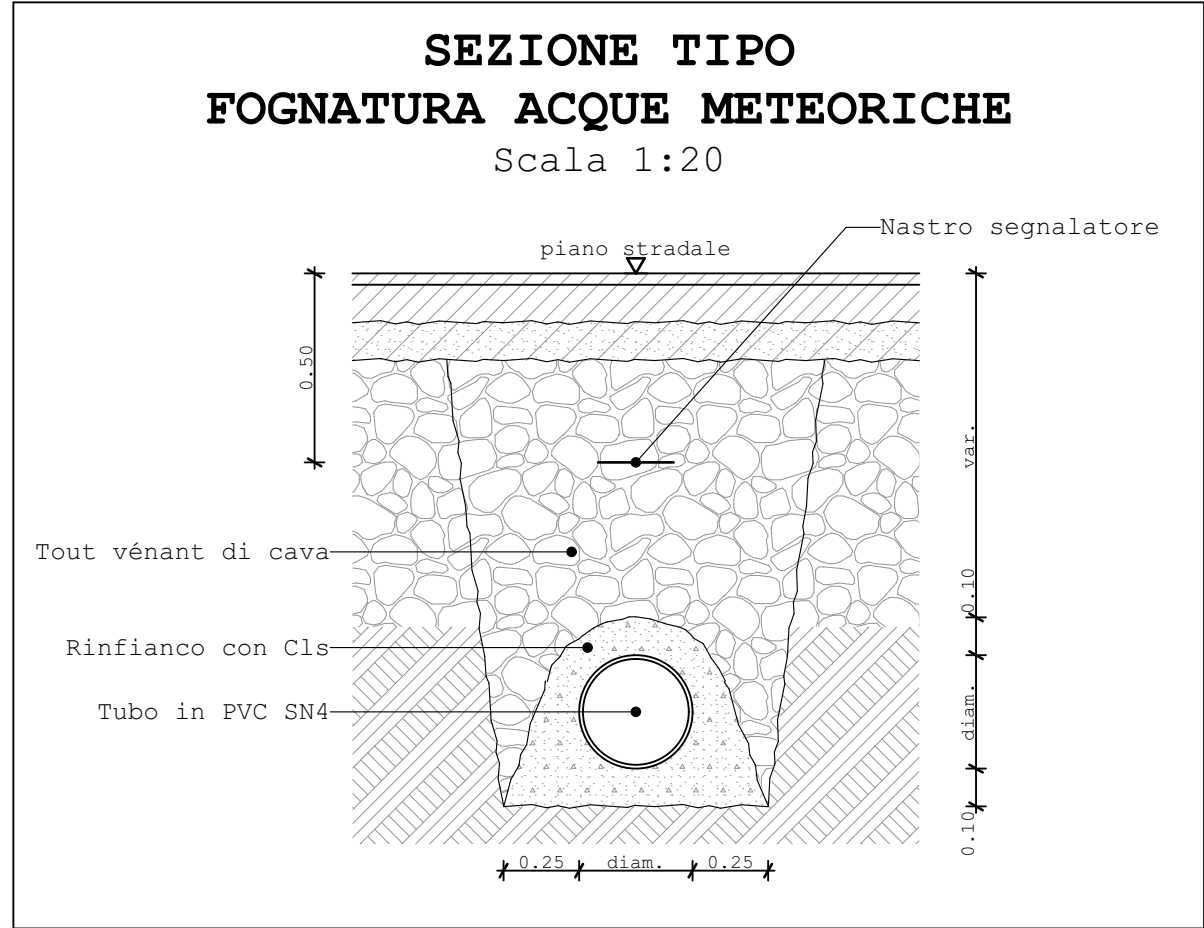 SEZIONE TIPO
FOGNATURA ACQUE METEORICHE
Scala 1:20
Nastro segnalatore
piano stradale
0.50
var.
Tout vénant di cava
0.10
Rinfianco con Cls
diam.
Tubo in PVC SN4
0.10
0.25 diam. 0.25